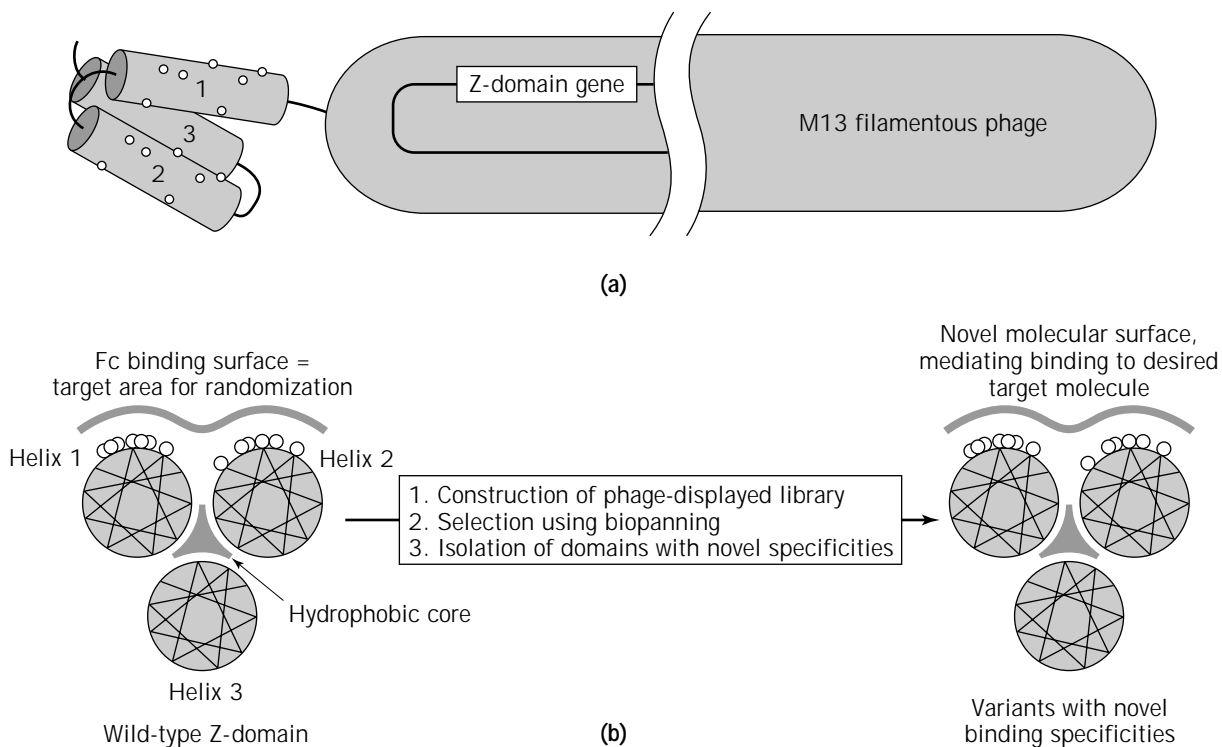 (a)
1
3
2
Z-domain gene
M13 filamentous phage
Fc binding surface =
target area for randomization
Helix 1
Helix 2
Hydrophobic core
Helix 3
Wild-type Z-domain
1. Construction of phage-displayed library
2. Selection using biopanning
3. Isolation of domains with novel specificities
Novel molecular surface,
mediating binding to desired
target molecule
Variants with novel
binding specificities
(b)